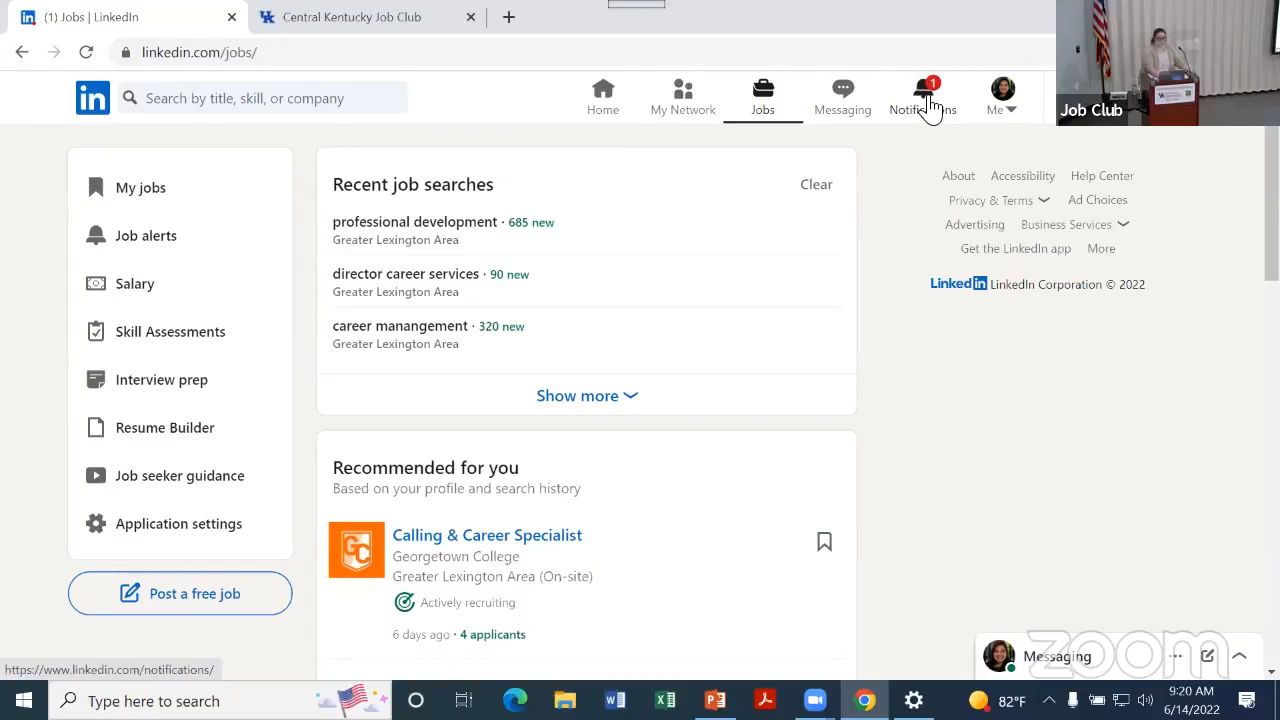 (1) Jobs | LinkedIn
Central Kentucky Job Club
linkedin.com/jobs/
in
Search by title, skill, or company
Home
My Network
Jobs
Messaging
1
Notifications
Me
Job Club
My jobs
Job alerts
Salary
Skill Assessments
Interview prep
Resume Builder
Job seeker guidance
Application settings
Post a free job
Recent job searches
Clear
professional development · 685 new
Greater Lexington Area
director career services · 90 new
Greater Lexington Area
career manangement · 320 new
Greater Lexington Area
Show more
Recommended for you
Based on your profile and search history
GC
Calling & Career Specialist
Georgetown College
Greater Lexington Area (On-site)
Actively recruiting
6 days ago · 4 applicants
About Accessibility Help Center
Privacy & Terms Ad Choices
Advertising Business Services
Get the LinkedIn app More
LinkedIn LinkedIn Corporation © 2022
Messaging
zoom
https://www.linkedin.com/notifications/
Type here to search
82°F
9:20 AM
6/14/2022